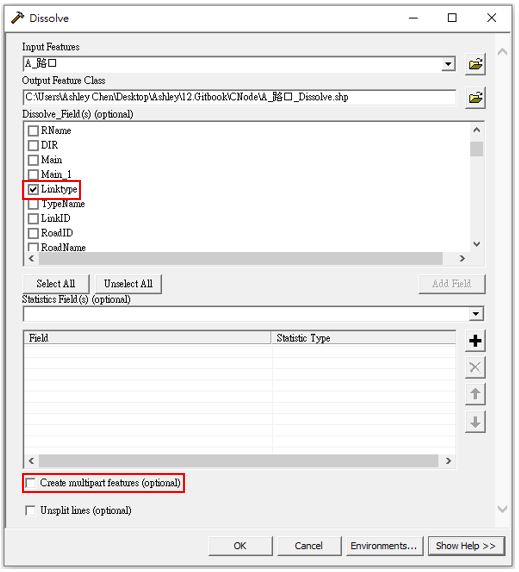 Dissolve
Input Features
A_路口
Output Feature Class
C:\Users\Ashley Chen\Desktop\Ashley\12.Gitbook\CNode\A_路口_Dissolve.shp
Dissolve_Field(s) (optional)
RName
DIR
Main
Main_1
Linktype
TypeName
LinkID
RoadID
RoadName
Select All Unselect All Add Field
Statistics Field(s) (optional)
Field Statistic Type
Create multipart features (optional)
Unsplit lines (optional)
OK Cancel Environments... Show Help >>